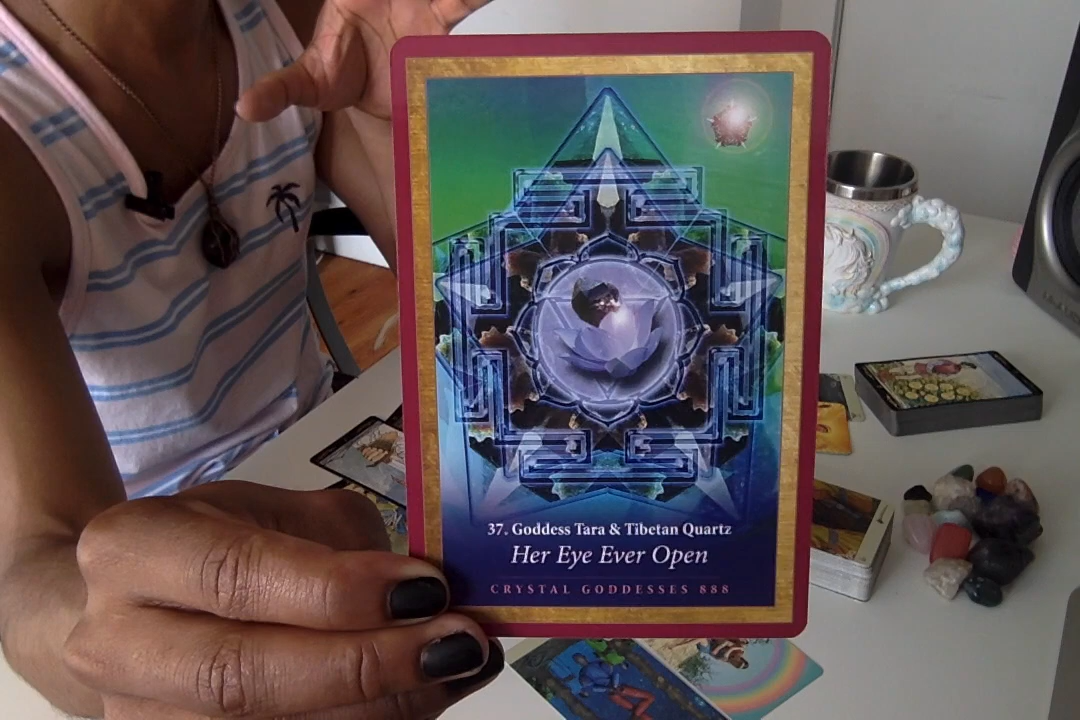 37. Goddess Tara & Tibetan Quartz
Her Eye Ever Open
CRYSTAL GODDESSES 888